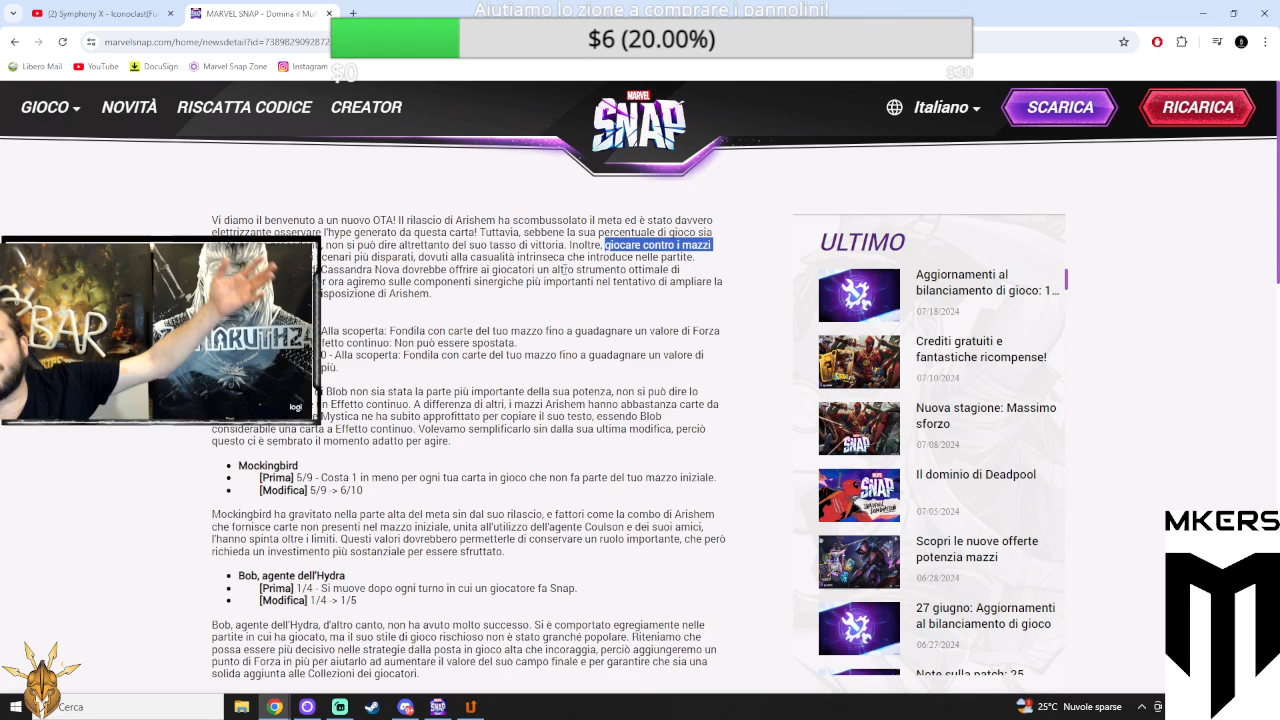 Aiutiamo lo zione a comprare i pannolini!
$6 (20.00%)
$0
$30
marvelsnap.com/home/newsdetail?id=7389829092872
Libero Mail
YouTube
DocuSign
Marvel Snap Zone
Instagram
GIOCO
NOVITÀ
RISCATTA CODICE
CREATOR
MARVEL
SNAP
Italiano
SCARICA
RICARICA
Vi diamo il benvenuto a un nuovo OTA! Il rilascio di Arishem ha scombussolato il meta ed è stato davvero
elettrizzante osservare l'hype generato da questa carta! Tuttavia, sebbene la sua percentuale di gioco sia
non si può dire altrettanto del suo tasso di vittoria. Inoltre, giocare contro i mazzi
cenari più disparati, dovuti alla casualità intrinseca che introduce nelle partite.
Cassandra Nova dovrebbe offrire ai giocatori un altro strumento ottimale di
r ora agiremo sulle componenti sinergiche più importanti nel tentativo di ampliare la
sposizione di Arishem.
Alla scoperta: Fondila con carte del tuo mazzo fino a guadagnare un valore di Forza
fetto continuo: Non può essere spostata.
0 - Alla scoperta: Fondila con carte del tuo mazzo fino a guadagnare un valore di
più.
i Blob non sia stata la parte più importante della sua potenza, non si può dire lo
n Effetto continuo. A differenza di altri, i mazzi Arishem hanno abbastanza carte da
Mystica ne ha subito approfittato per copiare il suo testo, essendo Blob
considerabile una carta a Effetto continuo. Volevamo semplificarlo sin dalla sua ultima modifica, perciò
questo ci è sembrato il momento adatto per agire.
Mockingbird
[Prima] 5/9 - Costa 1 in meno per ogni tua carta in gioco che non fa parte del tuo mazzo iniziale.
[Modifica] 5/9 -> 6/10
Mockingbird ha gravitato nella parte alta del meta sin dal suo rilascio, e fattori come la combo di Arishem
che fornisce carte non presenti nel mazzo iniziale, unita all'utilizzo dell'agente Coulson e dei suoi amici,
l'hanno spinta oltre i limiti. Questi valori dovrebbero permetterle di conservare un ruolo importante, che però
richieda un investimento più sostanziale per essere sfruttato.
Bob, agente dell'Hydra
[Prima] 1/4 - Si muove dopo ogni turno in cui un giocatore fa Snap.
[Modifica] 1/4 -> 1/5
Bob, agente dell'Hydra, d'altro canto, non ha avuto molto successo. Si è comportato egregiamente nelle
partite in cui ha giocato, ma il suo stile di gioco rischioso non è stato granché popolare. Riteniamo che
possa essere più decisivo nelle strategie dalla posta in gioco alta che incoraggia, perciò aggiungeremo un
punto di Forza in più per aiutarlo ad aumentare il valore del suo campo finale e per garantire che sia una
solida aggiunta alle Collezioni dei giocatori.
ULTIMO
Aggiornamenti al
bilanciamento di gioco: 1...
07/18/2024
Crediti gratuiti e
fantastiche ricompense!
07/10/2024
Nuova stagione: Massimo
sforzo
07/08/2024
Il dominio di Deadpool
07/05/2024
Scopri le nuove offerte
potenzia mazzi
06/28/2024
27 giugno: Aggiornamenti
al bilanciamento di gioco
06/27/2024
Note sulla patch: 25
BAR
logi
MKERS
Cerca
25°C Nuvole sparse